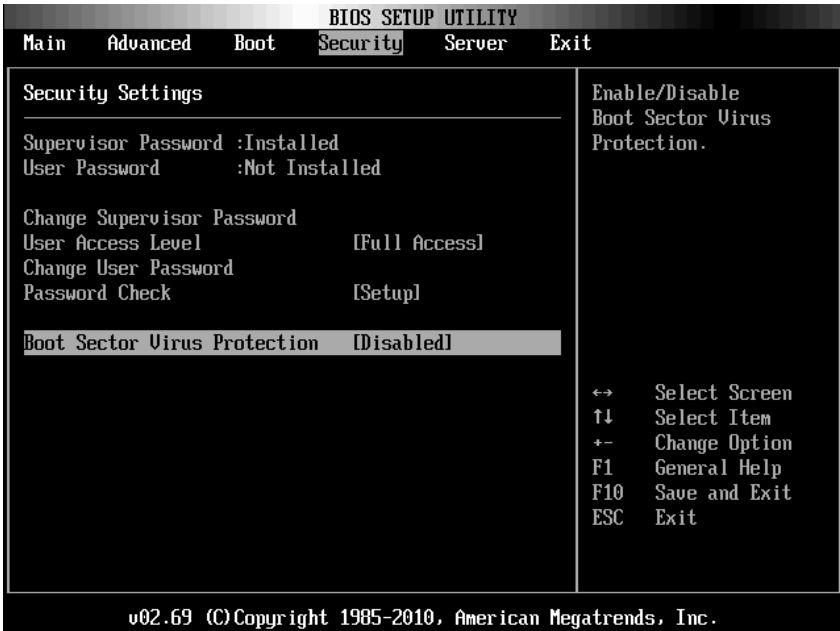 BIOS SETUP UTILITY
Main Advanced Boot Security Server Exit
Security Settings
Supervisor Password :Installed
User Password :Not Installed
Change Supervisor Password
User Access Level [Full Access]
Change User Password
Password Check [Setup]
Boot Sector Virus Protection [Disabled]
Enable/Disable
Boot Sector Virus
Protection.
←→ Select Screen
↑↓ Select Item
+- Change Option
F1 General Help
F10 Save and Exit
ESC Exit
v02.69 (C)Copyright 1985-2010, American Megatrends, Inc.